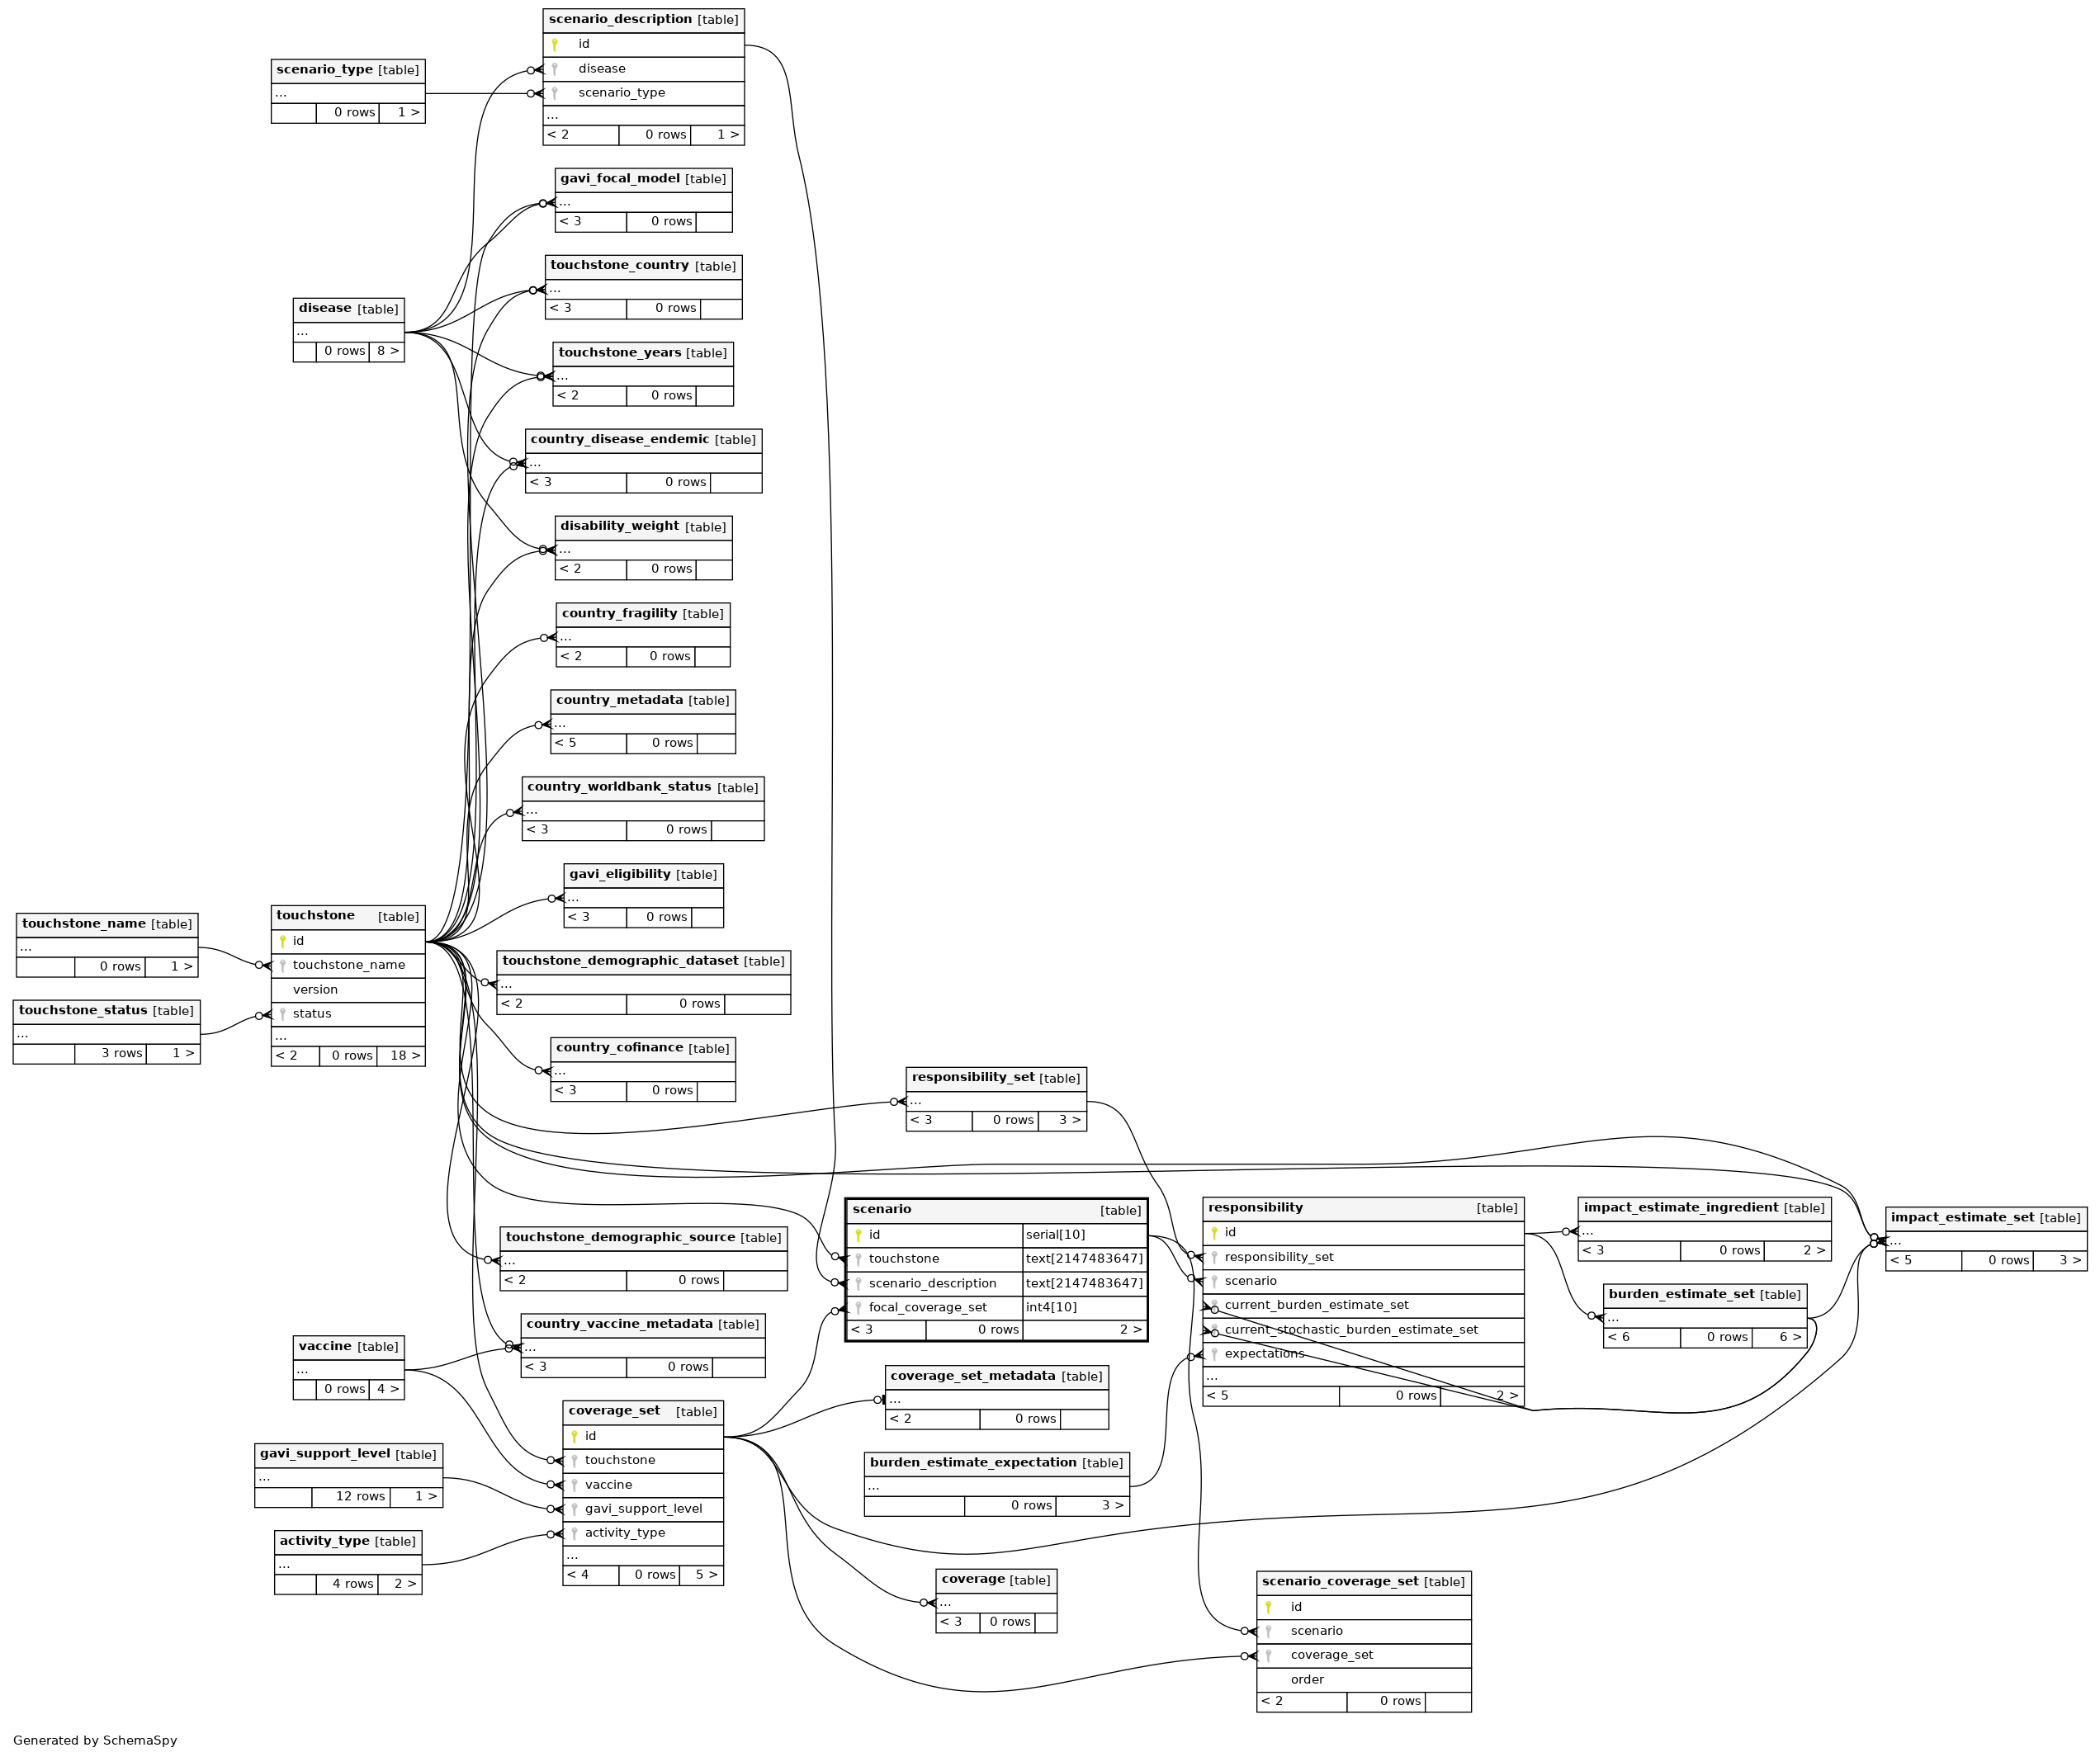 scenario_description [table]
id
disease
scenario_type
...
< 2 0 rows 1 >
scenario_type [table]
...
0 rows 1 >
gavi_focal_model [table]
...
< 3 0 rows
touchstone_country [table]
...
< 3 0 rows
disease [table]
...
0 rows 8 >
touchstone_years [table]
...
< 2 0 rows
country_disease_endemic [table]
...
< 3 0 rows
disability_weight [table]
...
< 2 0 rows
country_fragility [table]
...
< 2 0 rows
country_metadata [table]
...
< 5 0 rows
country_worldbank_status [table]
...
< 3 0 rows
gavi_eligibility [table]
...
< 3 0 rows
touchstone_name [table]
...
0 rows 1 >
touchstone_status [table]
...
3 rows 1 >
touchstone [table]
id
touchstone_name
version
status
...
< 2 0 rows 18 >
touchstone_demographic_dataset [table]
...
< 2 0 rows
country_cofinance [table]
...
< 3 0 rows
responsibility_set [table]
...
< 3 0 rows 3 >
scenario [table]
id serial[10]
touchstone text[2147483647]
scenario_description text[2147483647]
focal_coverage_set int4[10]
< 3 0 rows 2 >
responsibility [table]
id
responsibility_set
scenario
current_burden_estimate_set
current_stochastic_burden_estimate_set
expectations
...
< 5 0 rows 2 >
impact_estimate_ingredient [table]
...
< 3 0 rows 2 >
impact_estimate_set [table]
...
< 5 0 rows 3 >
burden_estimate_set [table]
...
< 6 0 rows 6 >
touchstone_demographic_source [table]
...
< 2 0 rows
country_vaccine_metadata [table]
...
< 3 0 rows
vaccine [table]
...
0 rows 4 >
coverage_set_metadata [table]
...
< 2 0 rows
coverage_set [table]
id
touchstone
vaccine
gavi_support_level
activity_type
...
< 4 0 rows 5 >
gavi_support_level [table]
...
12 rows 1 >
activity_type [table]
...
4 rows 2 >
burden_estimate_expectation [table]
...
0 rows 3 >
coverage [table]
...
< 3 0 rows
scenario_coverage_set [table]
id
scenario
coverage_set
order
< 2 0 rows
Generated by SchemaSpy